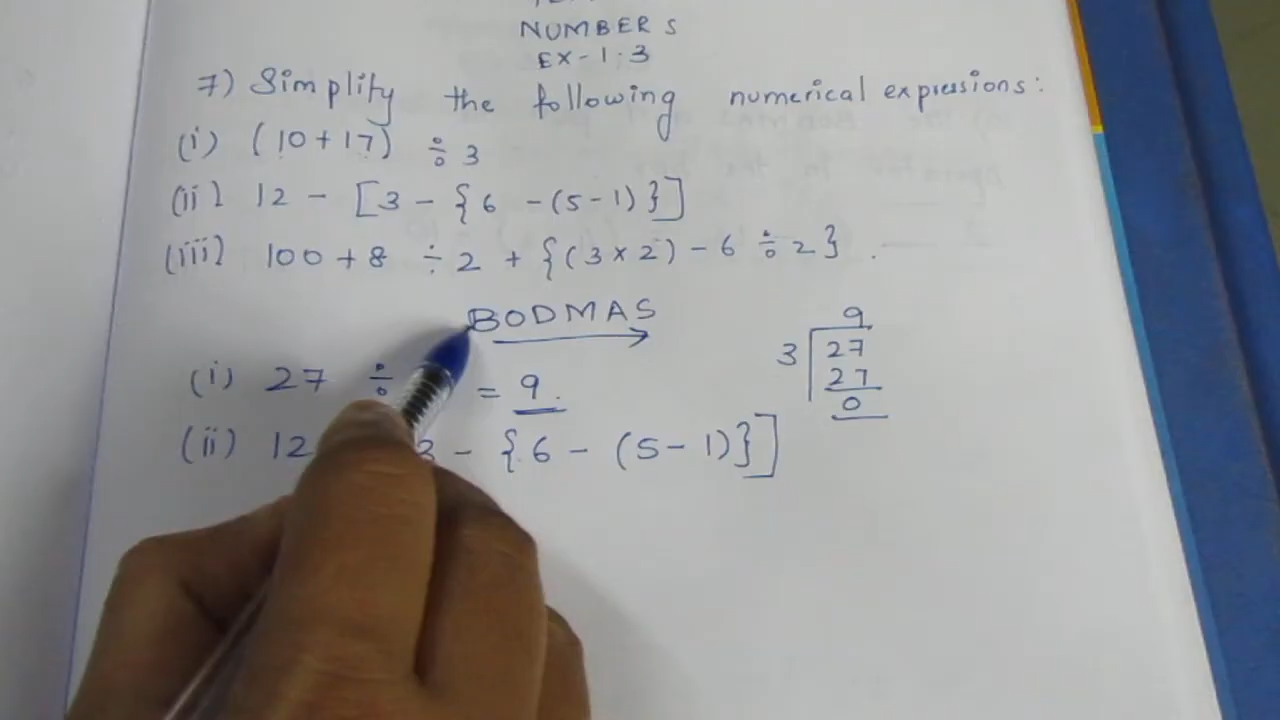 NUMBERS
EX-1.3
7) Simplify the following numerical expressions:
(i) (10+17) ÷ 3
(ii) 12 - [3 - {6 - (5-1)}]
(iii) 100 + 8 ÷ 2 + {(3×2) - 6 ÷ 2} .
BODMAS
(i) 27 ÷ = 9.
(ii) 12 3 - {6 - (5-1)}]
9
3 27
27
0